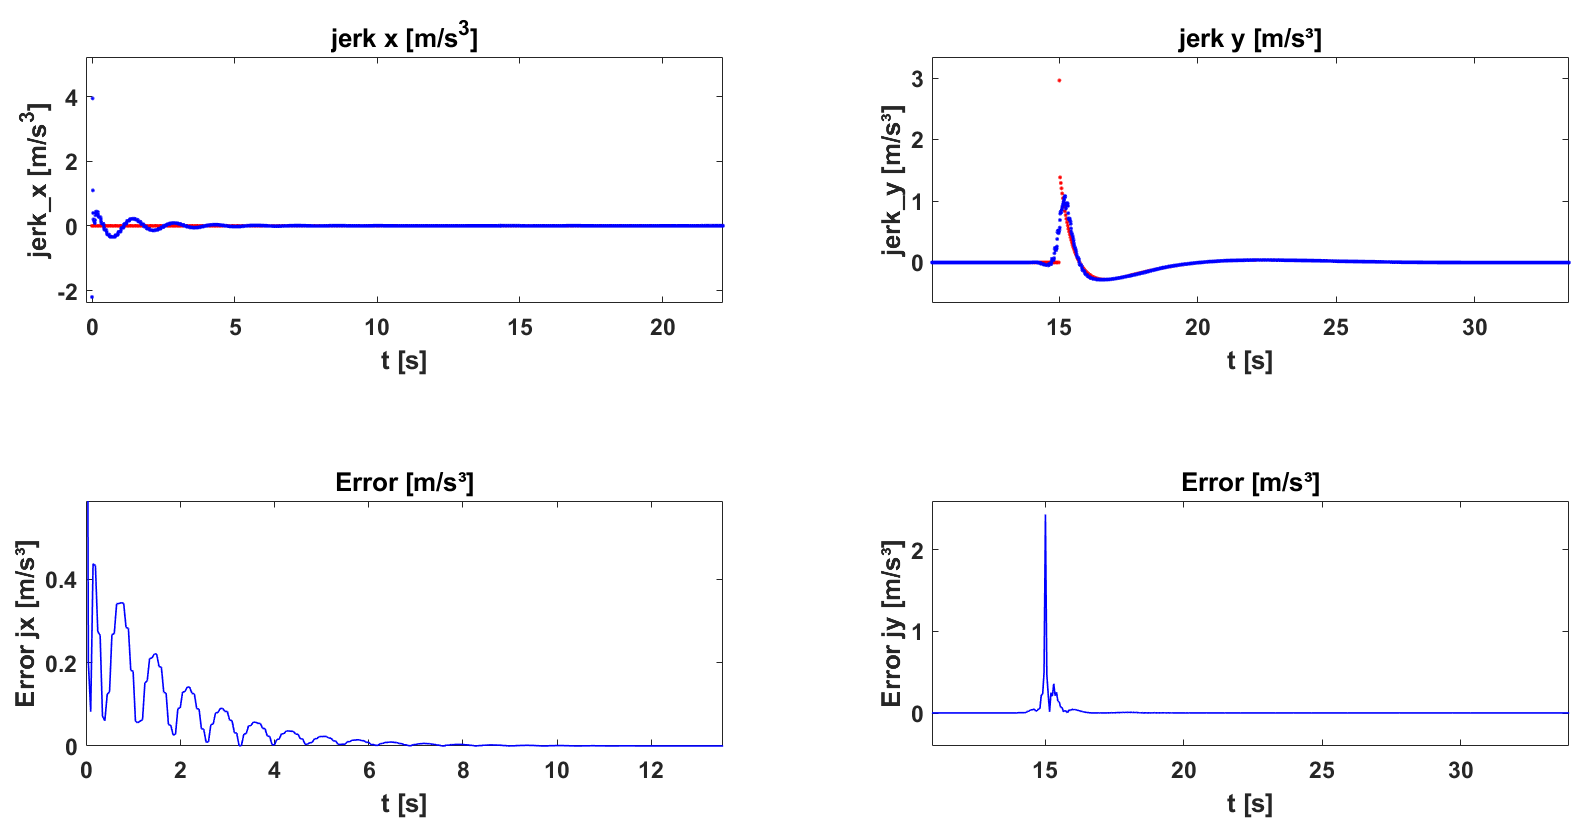 jerk x [m/s³]
jerk_x [m/s³]
4
2
0
-2
0 5 10 15 20
t [s]
jerk y [m/s³]
jerk_y [m/s³]
3
2
1
0
15 20 25 30
t [s]
Error [m/s³]
Error jx [m/s³]
0.4
0.2
0
0 2 4 6 8 10 12
t [s]
Error [m/s³]
Error jy [m/s³]
2
1
0
15 20 25 30
t [s]